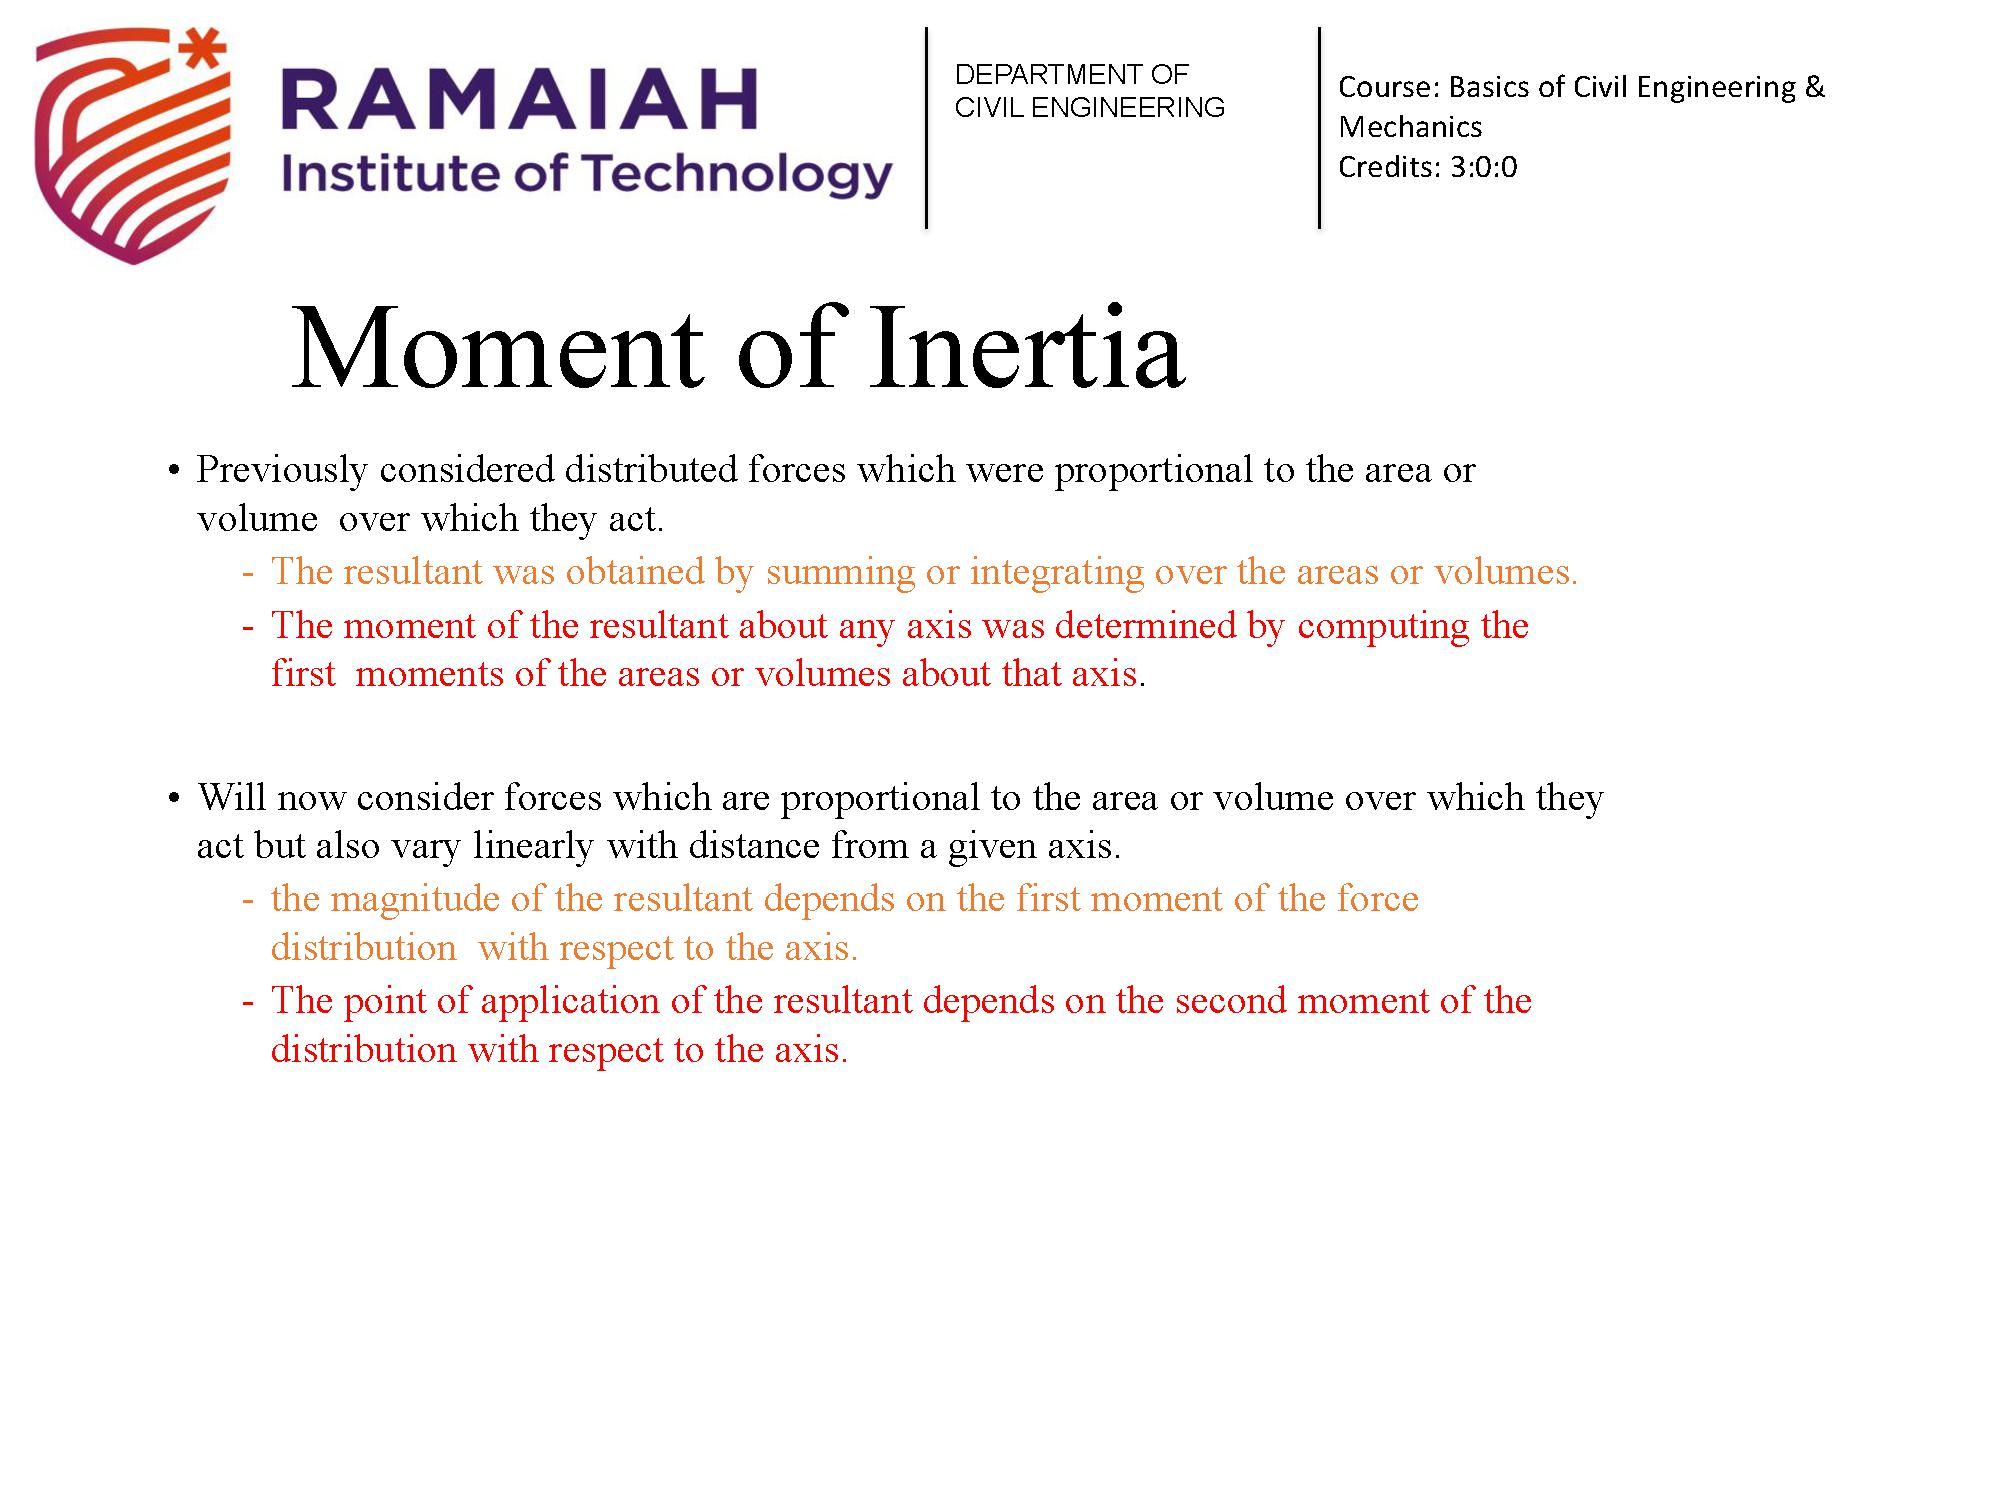 RAMAIAH
Institute of Technology
DEPARTMENT OF
CIVIL ENGINEERING
Course: Basics of Civil Engineering &
Mechanics
Credits: 3:0:0
Moment of Inertia
• Previously considered distributed forces which were proportional to the area or
volume over which they act.
- The resultant was obtained by summing or integrating over the areas or volumes.
- The moment of the resultant about any axis was determined by computing the
first moments of the areas or volumes about that axis.
• Will now consider forces which are proportional to the area or volume over which they
act but also vary linearly with distance from a given axis.
- the magnitude of the resultant depends on the first moment of the force
distribution with respect to the axis.
- The point of application of the resultant depends on the second moment of the
distribution with respect to the axis.